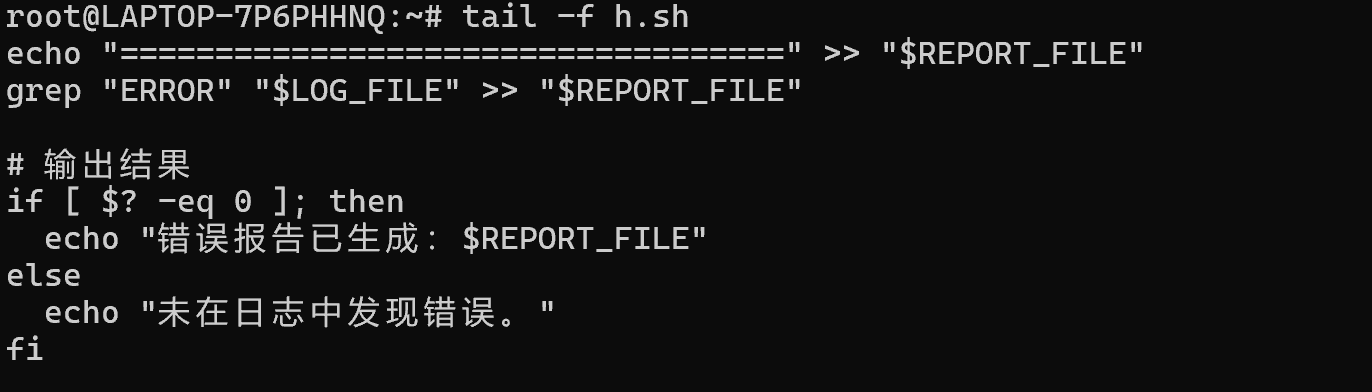 root@LAPTOP-7P6PHHNQ:~# tail -f h.sh
echo "===================================" >> "$REPORT_FILE"
grep "ERROR" "$LOG_FILE" >> "$REPORT_FILE"

# 输出结果
if [ $? -eq 0 ]; then
  echo "错误报告已生成：$REPORT_FILE"
else
  echo "未在日志中发现错误。"
fi